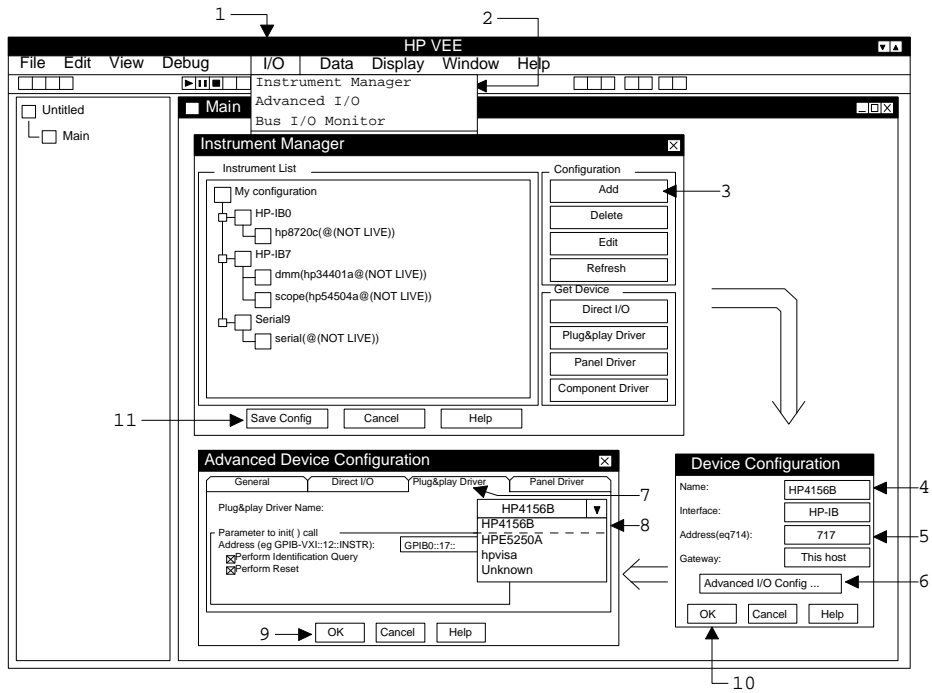 1
2
HP VEE
File Edit View Debug I/O Data Display Window Help
Instrument Manager
Advanced I/O
Bus I/O Monitor
Untitled
Main
Main
Instrument Manager
Instrument List
My configuration
HP-IB0
hp8720c(@(NOT LIVE))
HP-IB7
dmm(hp34401a@(NOT LIVE))
scope(hp54504a@(NOT LIVE))
Serial9
serial(@(NOT LIVE))
Configuration
Add
3
Delete
Edit
Refresh
Get Device
Direct I/O
Plug&play Driver
Panel Driver
Component Driver
11
Save Config Cancel Help
Advanced Device Configuration
General Direct I/O Plug&play Driver Panel Driver
7
Plug&play Driver Name:
HP4156B
8
HP4156B
HPE5250A
hpvisa
Unknown
Parameter to init( ) call
Address (eg GPIB-VXI::12::INSTR):
GPIB0::17::
Perform Identification Query
Perform Reset
9
OK Cancel Help
Device Configuration
Name: HP4156B
4
Interface: HP-IB
Address(eq714): 717
5
Gateway: This host
Advanced I/O Config ...
6
OK Cancel Help
10